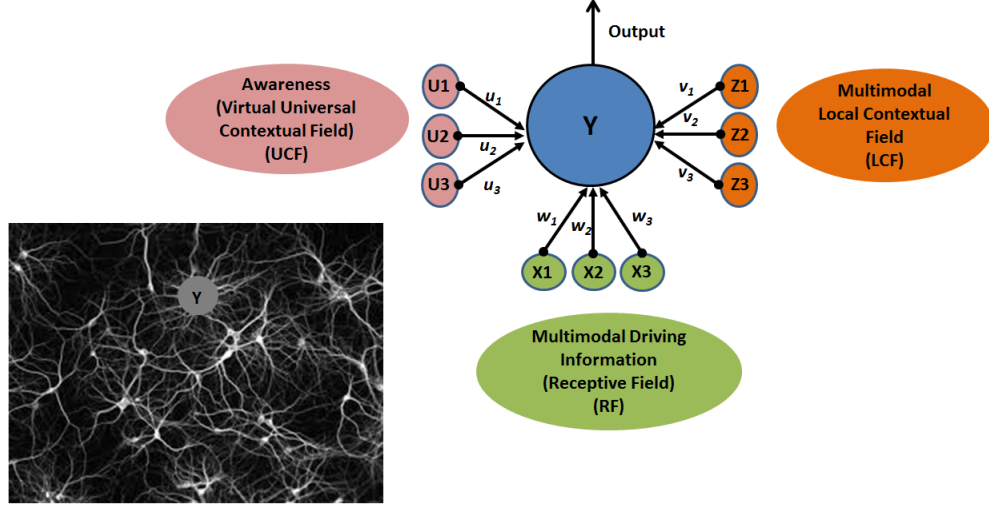 Output
Awareness
(Virtual Universal
Contextual Field)
(UCF)
U1
U2
U3
u1
u2
u3
Y
Z1
Z2
Z3
v1
v2
v3
Multimodal
Local Contextual
Field
(LCF)
w1
w2
w3
X1
X2
X3
Y
Multimodal Driving
Information
(Receptive Field)
(RF)